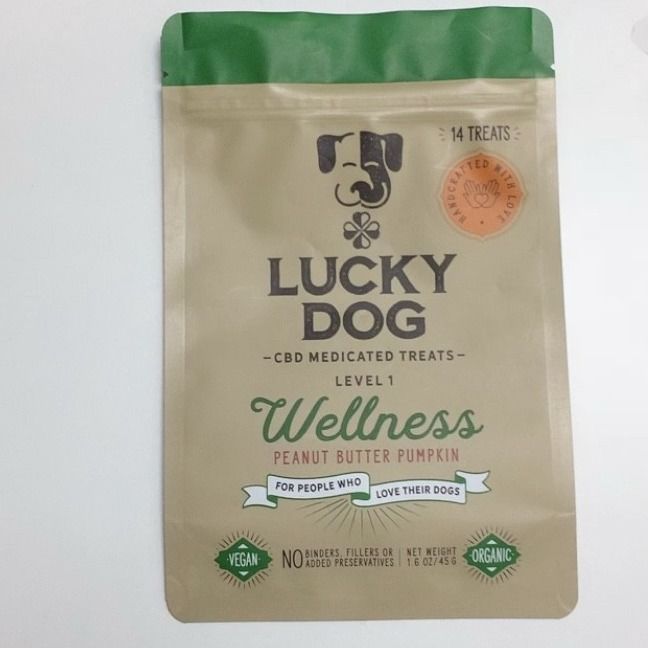 14 TREATS
HANDCRAFTED WITH LOVE
LUCKY
DOG
-CBD MEDICATED TREATS-
LEVEL 1
Wellness
PEANUT BUTTER PUMPKIN
FOR PEOPLE WHO LOVE THEIR DOGS
VEGAN
NO BINDERS, FILLERS OR
ADDED PRESERVATIVES
NET WEIGHT
1.6 OZ/45 G
ORGANIC